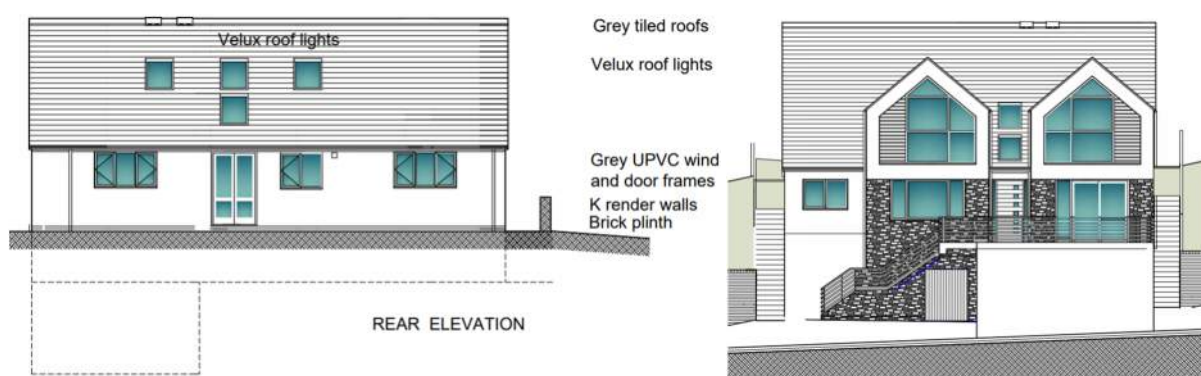 Velux roof lights
Grey tiled roofs
Velux roof lights
Grey UPVC wind
and door frames
K render walls
Brick plinth
REAR ELEVATION